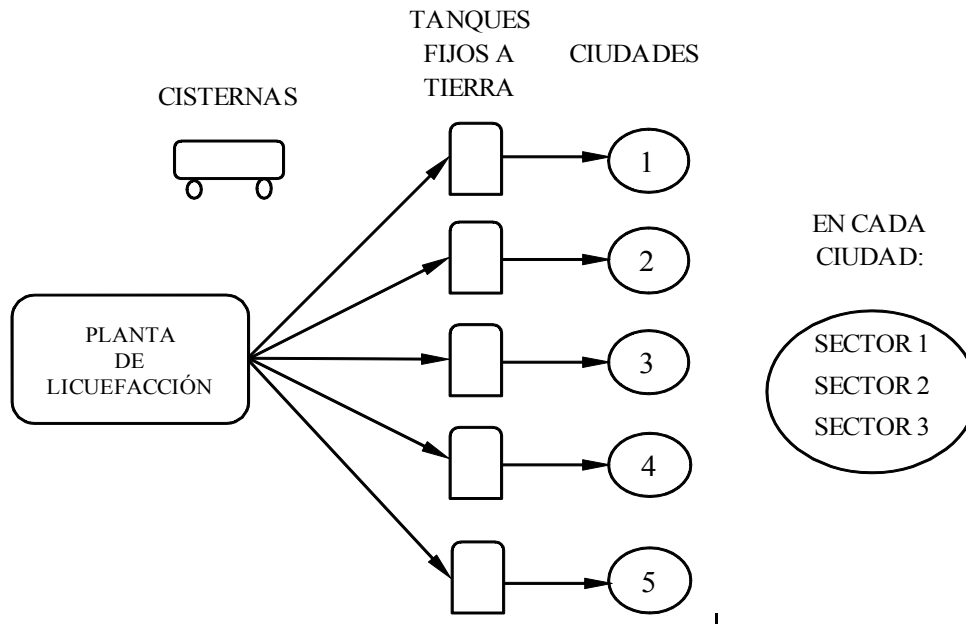 TANQUES
FIJOS A
TIERRA
CIUDADES
CISTERNAS
1
2
3
4
5
PLANTA
DE
LICUEFACCIÓN
EN CADA
CIUDAD:
SECTOR 1
SECTOR 2
SECTOR 3